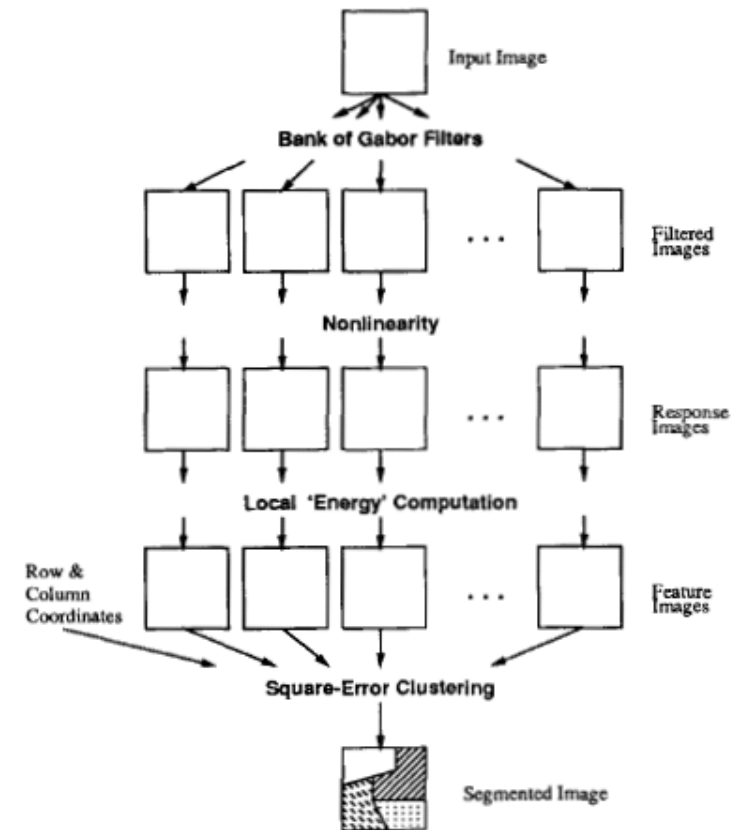 Input Image
Bank of Gabor Filters
. . .
Filtered
Images
Nonlinearity
. . .
Response
Images
Local 'Energy' Computation
Row &
Column
Coordinates
. . .
Feature
Images
Square-Error Clustering
Segmented Image